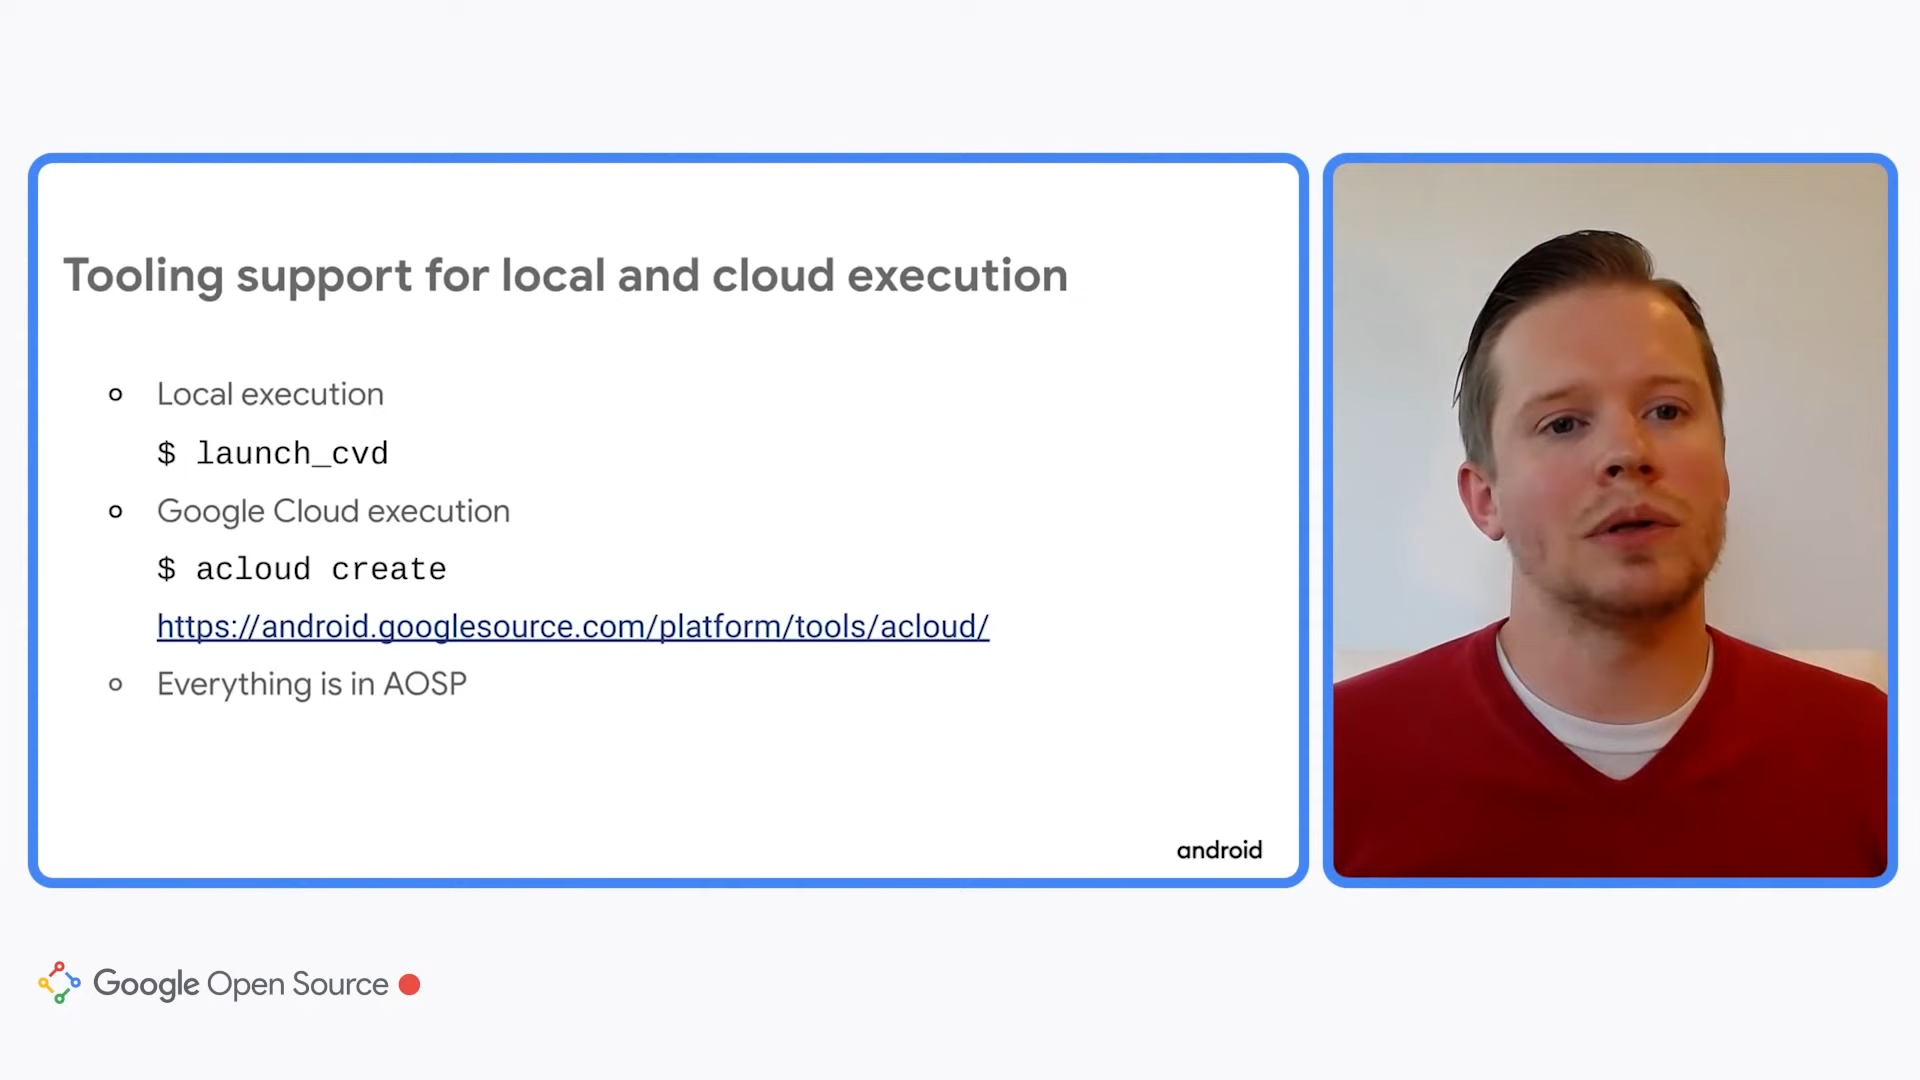 Tooling support for local and cloud execution
Local execution
$ launch_cvd
Google Cloud execution
$ acloud create
https://android.googlesource.com/platform/tools/acloud/
Everything is in AOSP
android
Google Open Source